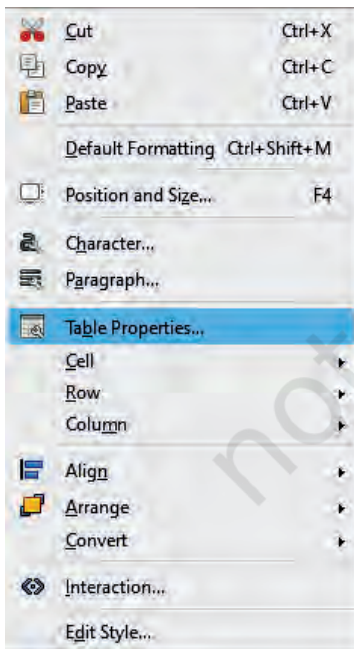 Cut Ctrl+X
Copy Ctrl+C
Paste Ctrl+V
Default Formatting Ctrl+Shift+M
Position and Size... F4
Character...
Paragraph...
Table Properties...
Cell
Row
Column
Align
Arrange
Convert
Interaction...
Edit Style...
not